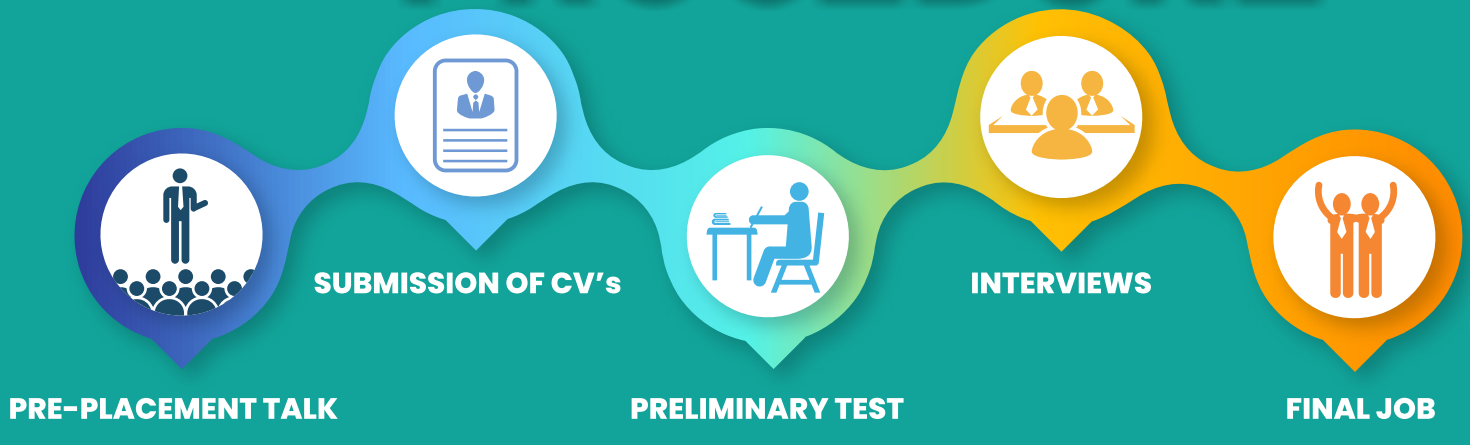 PRE-PLACEMENT TALK
SUBMISSION OF CV’s
PRELIMINARY TEST
INTERVIEWS
FINAL JOB